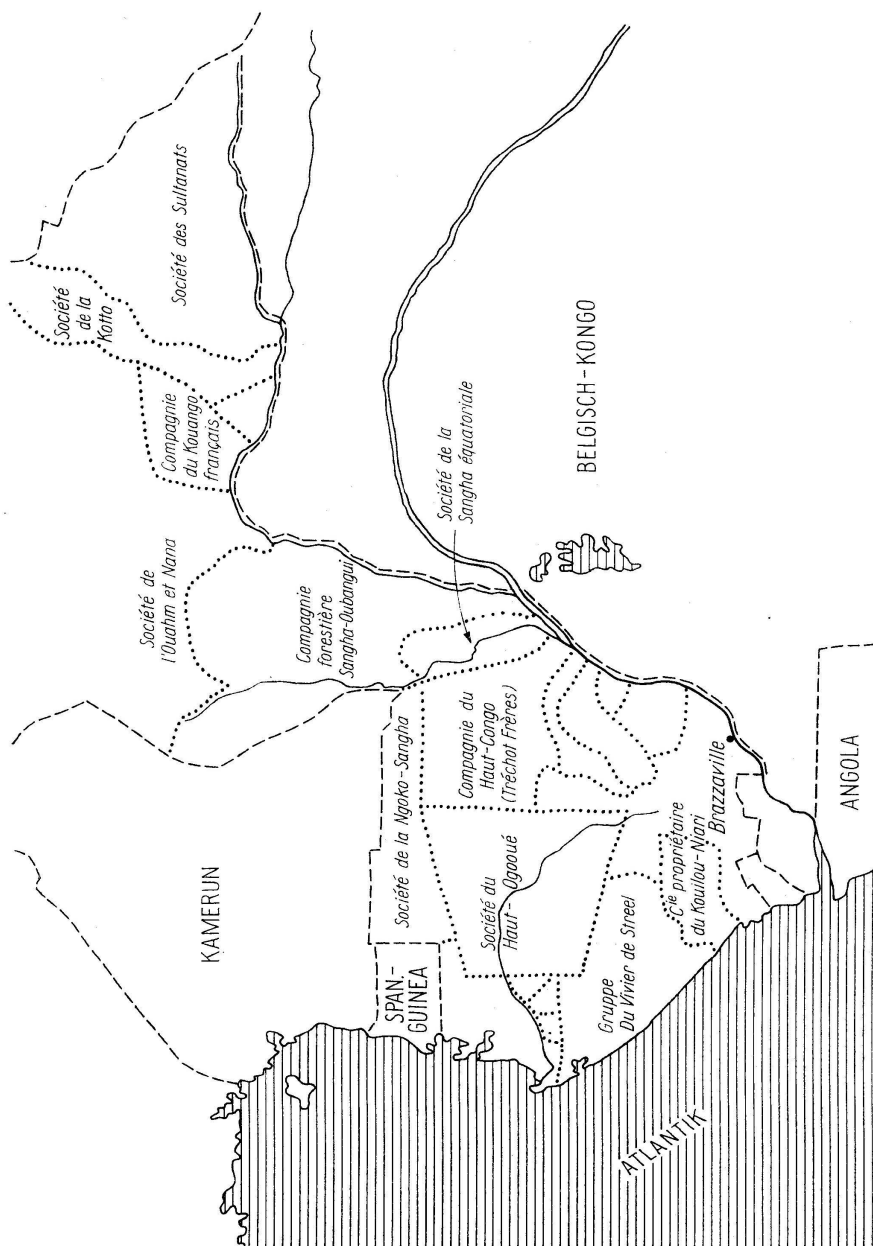 Société
de la
Kotto
Société des Sultanats
Compagnie
du Kouango
français
Société de
l'Ouahm et Nana
Compagnie
forestière
Sangha-Oubangui
Société de la
Sangha équatoriale
BELGISCH-KONGO
KAMERUN
SPAN.-
GUINEA
Société de la Ngoko-Sangha
Compagnie du
Haut-Congo
(Tréchot Frères)
Société du
Haut Ogooué
Gruppe
Du Vivier de Streel
Cie propriétaire
du Kouilou-Niari
Brazzaville
ANGOLA
ATLANTIK